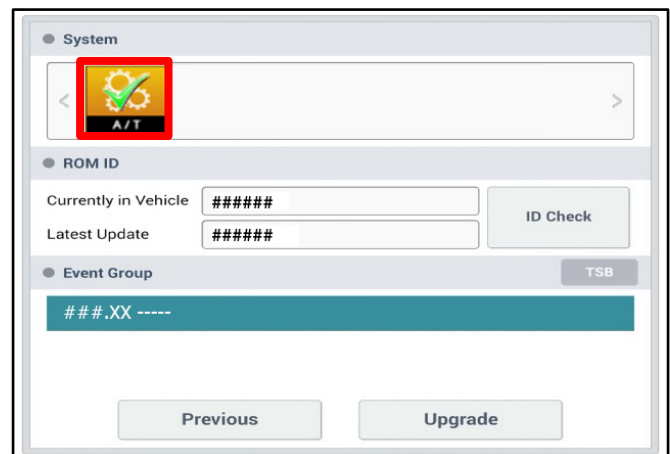 System
<
A/T
>
ROM ID
Currently in Vehicle ######
ID Check
Latest Update ######
Event Group
TSB
###.XX -----
Previous
Upgrade